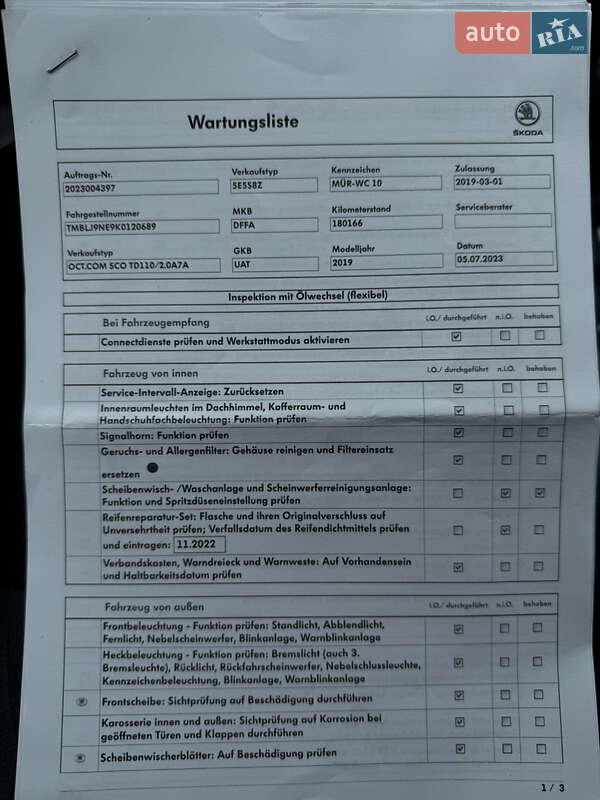 auto RIA .com
Wartungsliste
ŠKODA
Auftrags-Nr. Verkaufstyp Kennzeichen Zulassung
2023004397 5E5S8Z MÜR-WC 10 2019-03-01
Fahrgestellnummer MKB Kilometerstand Serviceberater
TMBLJ9NE9K0120689 DFFA 180166
Verkaufstyp GKB Modelljahr Datum
OCT.COM SCO TD110/2.0A7A UAT 2019 05.07.2023
Inspektion mit Ölwechsel (flexibel)
Bei Fahrzeugempfang i.O./ durchgeführt n.i.O. behoben
Connectdienste prüfen und Werkstattmodus aktivieren
Fahrzeug von innen i.O./ durchgeführt n.i.O. behoben
Service-Intervall-Anzeige: Zurücksetzen
Innenraumleuchten im Dachhimmel, Kofferraum- und
Handschuhfachbeleuchtung: Funktion prüfen
Signalhorn: Funktion prüfen
Geruchs- und Allergenfilter: Gehäuse reinigen und Filtereinsatz
ersetzen
Scheibenwisch- /Waschanlage und Scheinwerferreinigungsanlage:
Funktion und Spritzdüseneinstellung prüfen
Reifenreparatur-Set: Flasche und ihren Originalverschluss auf
Unversehrtheit prüfen; Verfallsdatum des Reifendichtmittels prüfen
und eintragen: 11.2022
Verbandskasten, Warndreieck und Warnweste: Auf Vorhandensein
und Haltbarkeitsdatum prüfen
Fahrzeug von außen i.O./ durchgeführt n.i.O. behoben
Frontbeleuchtung - Funktion prüfen: Standlicht, Abblendlicht,
Fernlicht, Nebelscheinwerfer, Blinkanlage, Warnblinkanlage
Heckbeleuchtung - Funktion prüfen: Bremslicht (auch 3.
Bremsleuchte), Rücklicht, Rückfahrscheinwerfer, Nebelschlussleuchte,
Kennzeichenbeleuchtung, Blinkanlage, Warnblinkanlage
Frontscheibe: Sichtprüfung auf Beschädigung durchführen
Karosserie innen und außen: Sichtprüfung auf Korrosion bei
geöffneten Türen und Klappen durchführen
Scheibenwischerblätter: Auf Beschädigung prüfen
1 / 3